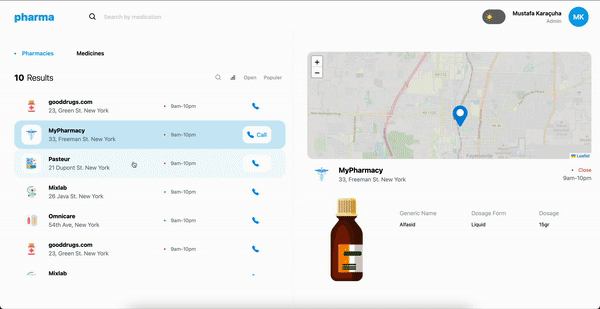 pharma
Search by medication
Mustafa Karaçuha
Admin
MK
Pharmacies
Medicines
10 Results
Open
Populer
gooddrugs.com
23, Green St. New York
9am-10pm
MyPharmacy
33, Freeman St. New York
9am-10pm
Call
Pasteur
21 Dupont St. New York
9am-10pm
Mixlab
26 Java St. New York
9am-10pm
Omnicare
54th Ave, New York
9am-10pm
gooddrugs.com
23, Green St. New York
9am-10pm
Mixlab
+
−
Leaflet
MyPharmacy
33, Freeman St. New York
Close
9am-10pm
Generic Name
Dosage Form
Dosage
Alfasid
Liquid
15gr